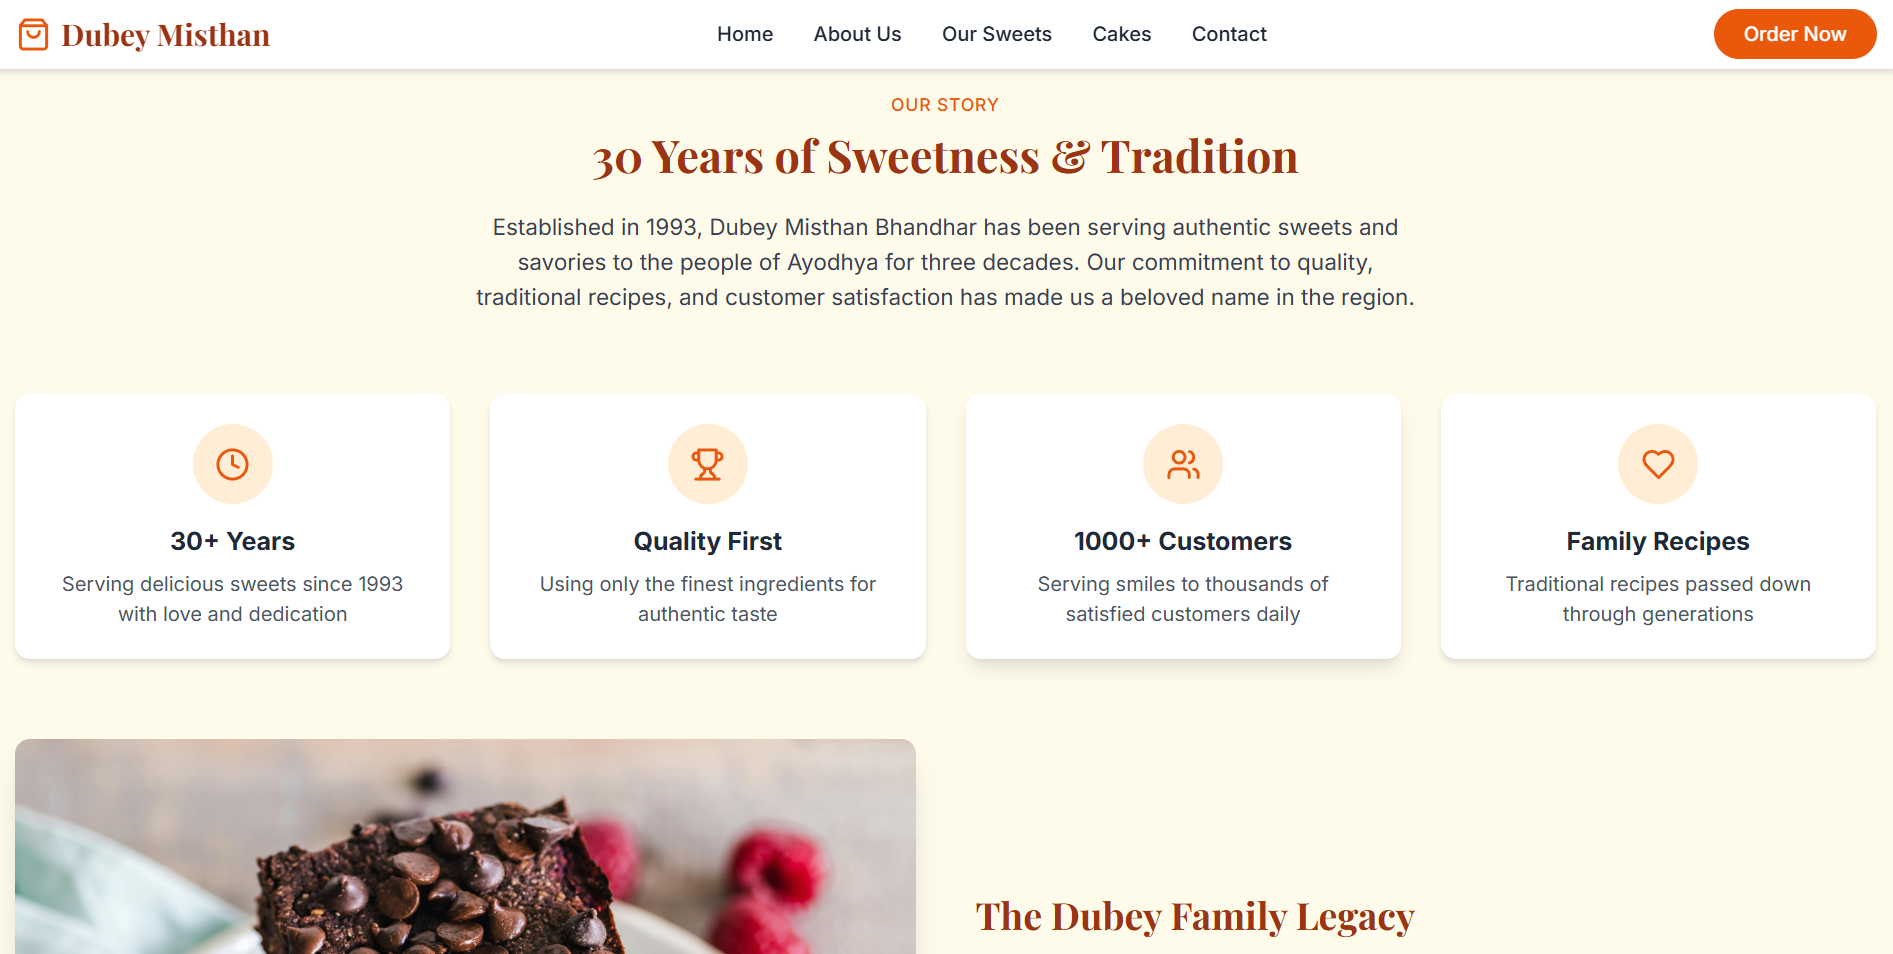 Dubey Misthan
Home
About Us
Our Sweets
Cakes
Contact
Order Now
OUR STORY
30 Years of Sweetness & Tradition
Established in 1993, Dubey Misthan Bhandhar has been serving authentic sweets and
savories to the people of Ayodhya for three decades. Our commitment to quality,
traditional recipes, and customer satisfaction has made us a beloved name in the region.
30+ Years
Serving delicious sweets since 1993
with love and dedication
Quality First
Using only the finest ingredients for
authentic taste
1000+ Customers
Serving smiles to thousands of
satisfied customers daily
Family Recipes
Traditional recipes passed down
through generations
The Dubey Family Legacy